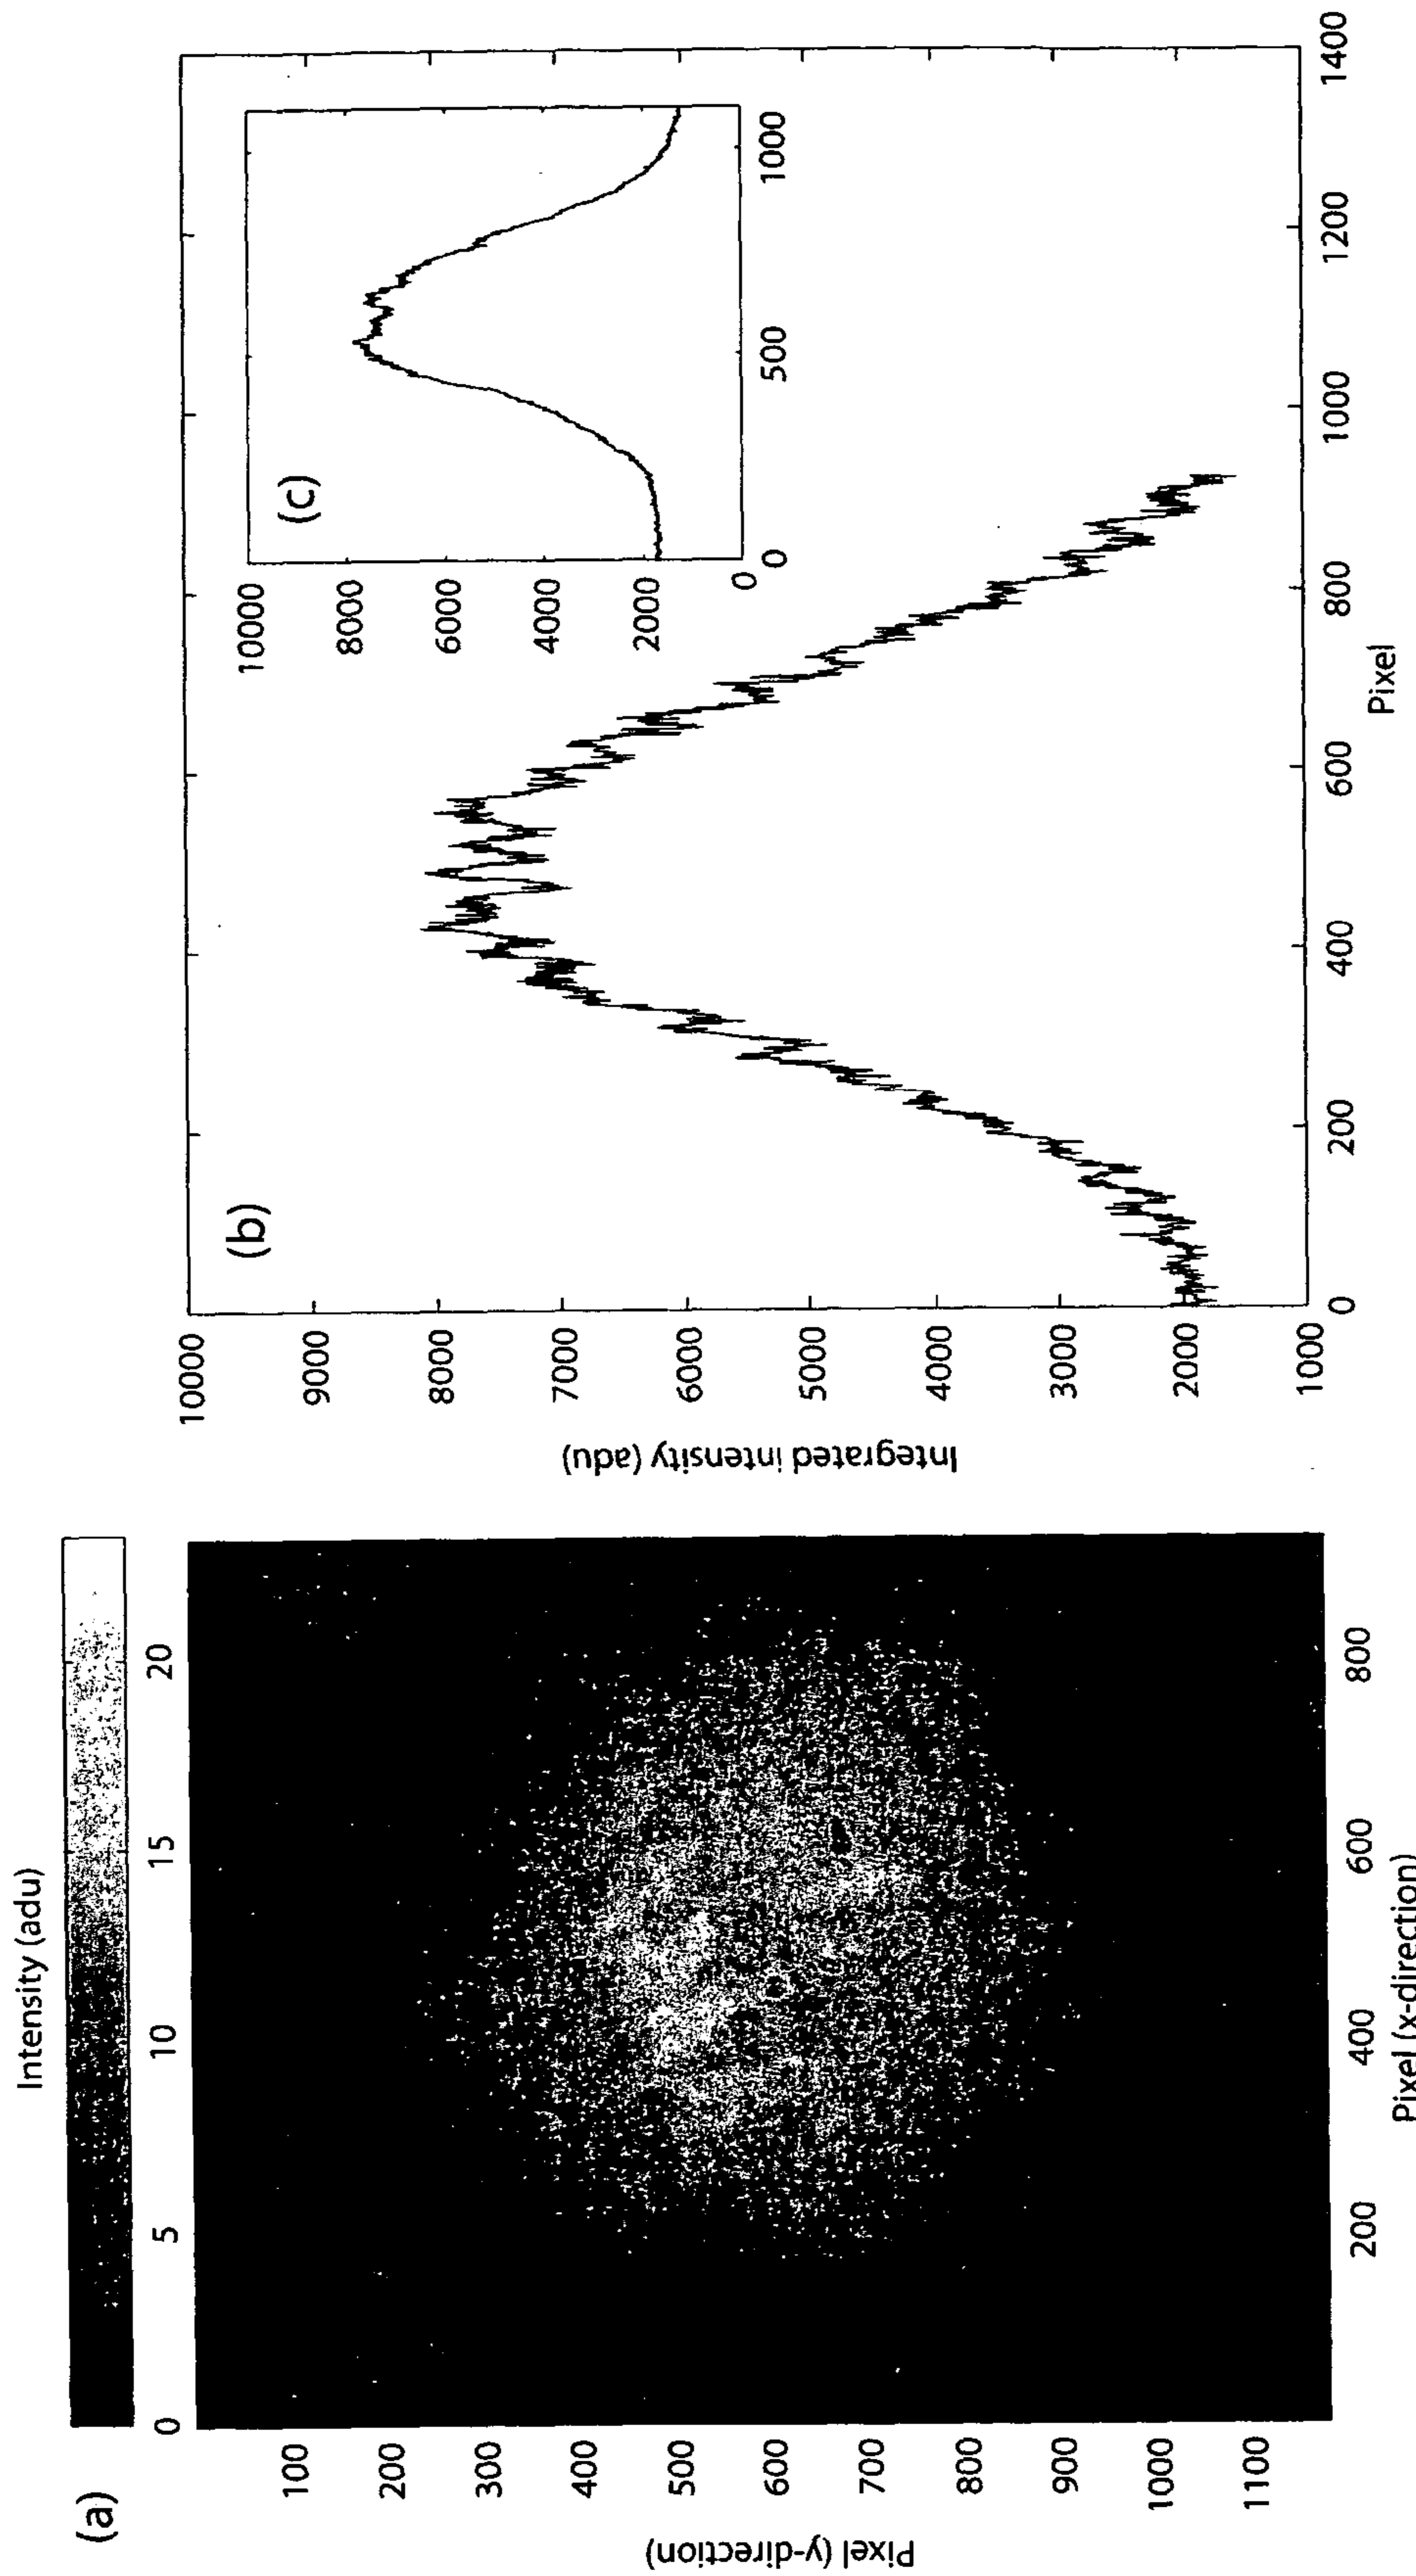 (a)
Intensity (adu)
0 5 10 15 20
Pixel (y-direction)
100
200
300
400
500
600
700
800
900
1000
1100
200 400 600 800
Pixel (x-direction)
(b)
Integrated intensity (adu)
10000
9000
8000
7000
6000
5000
4000
3000
2000
1000
0 200 400 600 800 1000 1200 1400
Pixel
(c)
10000
8000
6000
4000
2000
0
0 500 1000